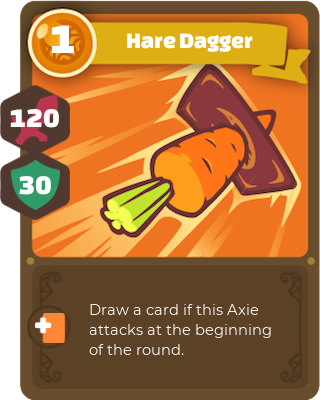 1
Hare Dagger
120
30
Draw a card if this Axie
attacks at the beginning
of the round.